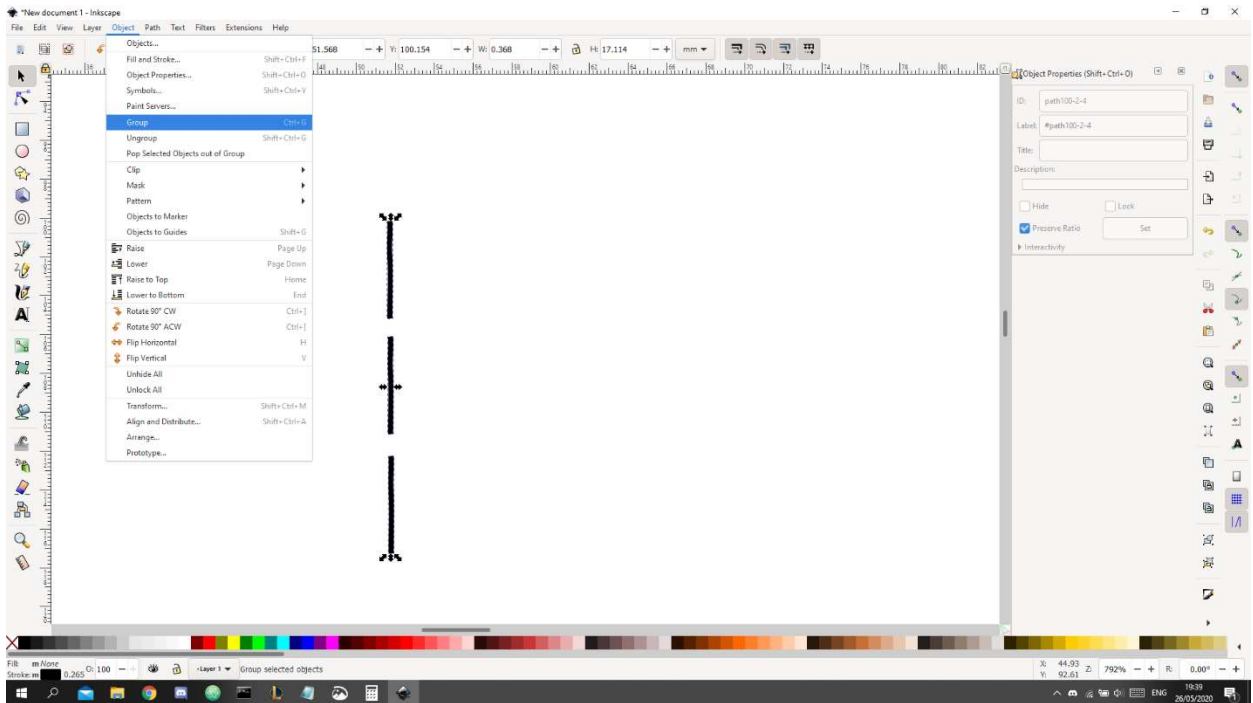 *New document 1 - Inkscape
File Edit View Layer Object Path Text Filters Extensions Help
51.568 Y: 100.154 W: 0.368 H: 17.114 mm
Objects...
Fill and Stroke... Shift+Ctrl+F
Object Properties... Shift+Ctrl+O
Symbols... Shift+Ctrl+Y
Paint Servers...
Group Ctrl+G
Ungroup Shift+Ctrl+G
Pop Selected Objects out of Group
Clip
Mask
Pattern
Objects to Marker
Objects to Guides Shift+G
Raise Page Up
Lower Page Down
Raise to Top Home
Lower to Bottom End
Rotate 90° CW Ctrl+]
Rotate 90° ACW Ctrl+[
Flip Horizontal H
Flip Vertical V
Unhide All
Unlock All
Transform... Shift+Ctrl+M
Align and Distribute... Shift+Ctrl+A
Arrange...
Prototype...
Object Properties (Shift+Ctrl+O)
ID: path100-2-4
Label: #path100-2-4
Title:
Description:
Hide Lock
Preserve Ratio Set
Interactivity
Fill: m None O: 100 -Layer 1 Group selected objects X: 44.93 Z: 792% R: 0.00°
Stroke: m 0.265 Y: 92.61
ENG 19:39
26/05/2020